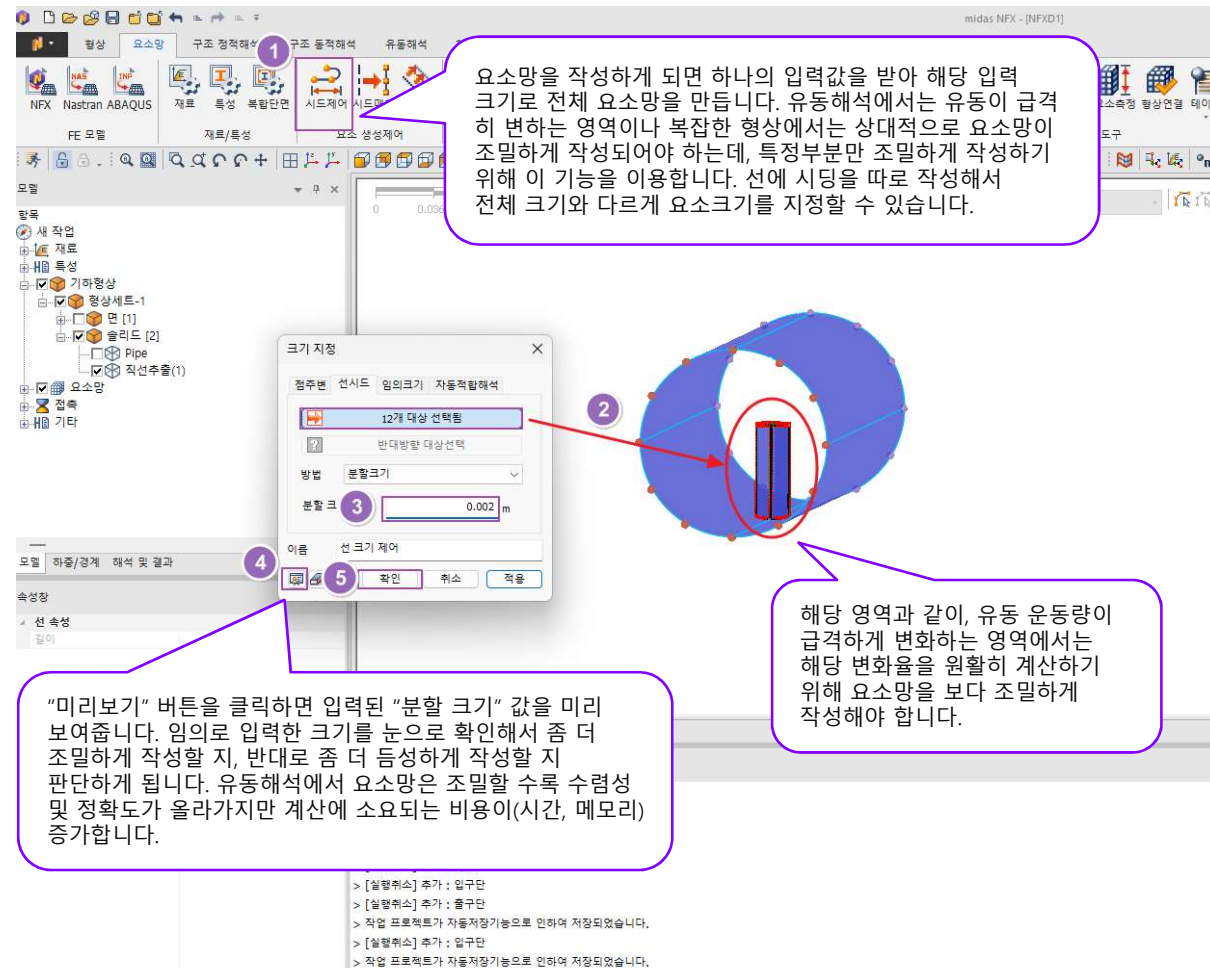 midas NFX - [NFXD1]
형상 요소망 구조 정적해석 구조 동적해석 유동해석
1
NAS INP
NFX Nastran ABAQUS 재료 특성 복합단면 시드제어
요소측정 형상연결
FE 모델 재료/특성 요소 생성제어 도구
요소망을 작성하게 되면 하나의 입력값을 받아 해당 입력
크기로 전체 요소망을 만듭니다. 유동해석에서는 유동이 급격
히 변하는 영역이나 복잡한 형상에서는 상대적으로 요소망이
조밀하게 작성되어야 하는데, 특정부분만 조밀하게 작성하기
위해 이 기능을 이용합니다. 선에 시딩을 따로 작성해서
전체 크기와 다르게 요소크기를 지정할 수 있습니다.
모델
0 0.036
항목
새 작업
재료
특성
기하형상
형상세트-1
면 [1]
솔리드 [2]
Pipe
직선추출(1)
요소망
접촉
기타
크기 지정
점주변 선시드 임의크기 자동적합해석
12개 대상 선택됨
2
반대방향 대상선택
방법 분할크기
분할 크 3 0.002 m
이름 선 크기 제어
4 5 확인 취소 적용
모델 하중/경계 해석 및 결과
속성창
선 속성
길이
해당 영역과 같이, 유동 운동량이
급격하게 변화하는 영역에서는
해당 변화율을 원활히 계산하기
위해 요소망을 보다 조밀하게
작성해야 합니다.
"미리보기" 버튼을 클릭하면 입력된 "분할 크기" 값을 미리
보여줍니다. 임의로 입력한 크기를 눈으로 확인해서 좀 더
조밀하게 작성할 지, 반대로 좀 더 듬성하게 작성할 지
판단하게 됩니다. 유동해석에서 요소망은 조밀할 수록 수렴성
및 정확도가 올라가지만 계산에 소요되는 비용이(시간, 메모리)
증가합니다.
> [실행취소] 추가 : 입구단
> [실행취소] 추가 : 출구단
> 작업 프로젝트가 자동저장기능으로 인하여 저장되었습니다.
> [실행취소] 추가 : 입구단
> 작업 프로젝트가 자동저장기능으로 인하여 저장되었습니다.